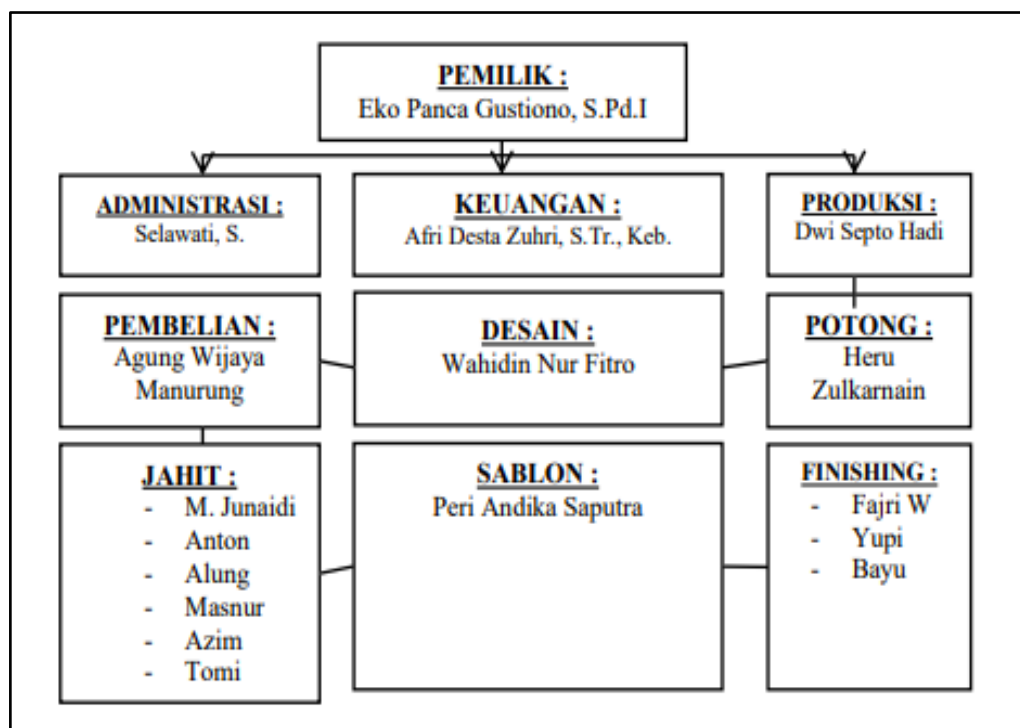 PEMILIK :
Eko Panca Gustiono, S.Pd.I
ADMINISTRASI :
Selawati, S.
KEUANGAN :
Afri Desta Zuhri, S.Tr., Keb.
PRODUKSI :
Dwi Septo Hadi
PEMBELIAN :
Agung Wijaya
Manurung
DESAIN :
Wahidin Nur Fitro
POTONG :
Heru
Zulkarnain
JAHIT :
- M. Junaidi
- Anton
- Alung
- Masnur
- Azim
- Tomi
SABLON :
Peri Andika Saputra
FINISHING :
- Fajri W
- Yupi
- Bayu